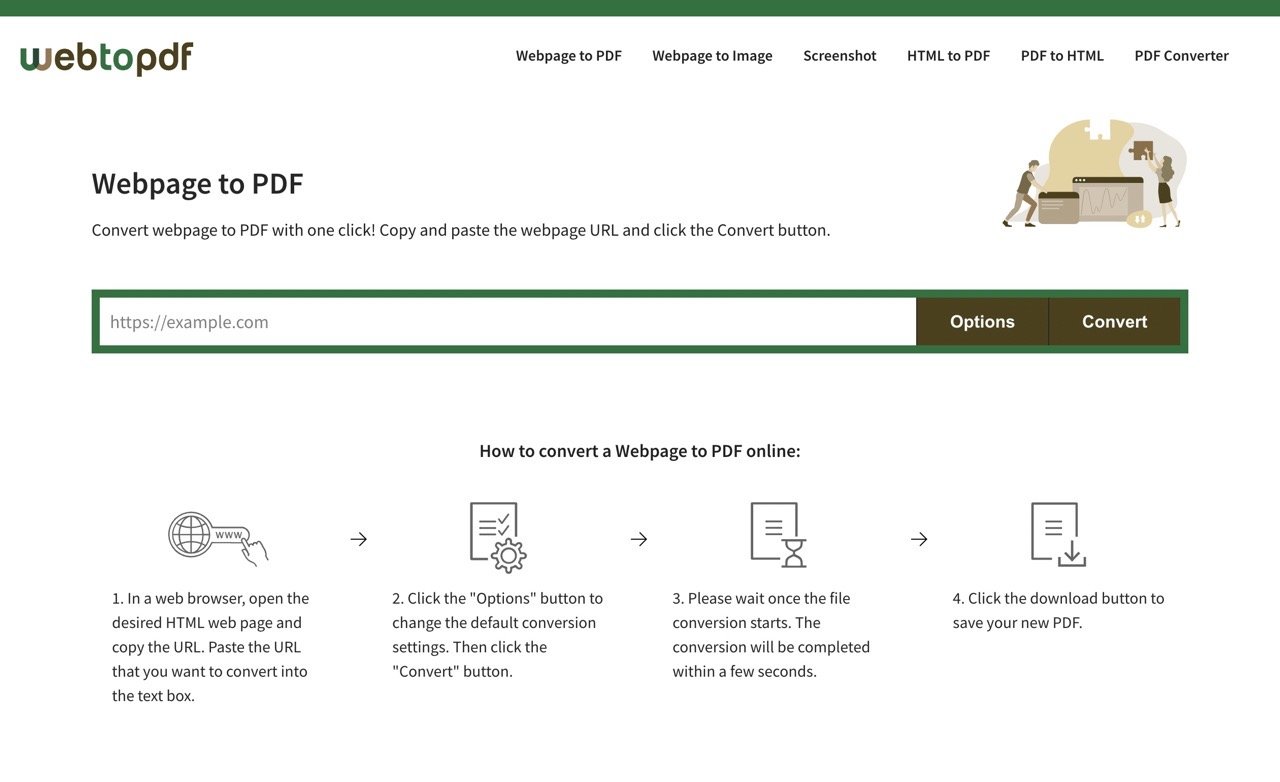 webtopdf
Webpage to PDF
Webpage to Image
Screenshot
HTML to PDF
PDF to HTML
PDF Converter
Webpage to PDF
Convert webpage to PDF with one click! Copy and paste the webpage URL and click the Convert button.
https://example.com
Options
Convert
How to convert a Webpage to PDF online:
www
1. In a web browser, open the
desired HTML web page and
copy the URL. Paste the URL
that you want to convert into
the text box.
2. Click the "Options" button to
change the default conversion
settings. Then click the
"Convert" button.
3. Please wait once the file
conversion starts. The
conversion will be completed
within a few seconds.
4. Click the download button to
save your new PDF.